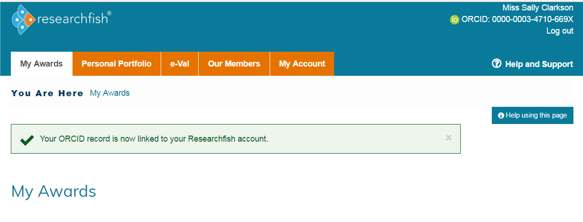 researchfish®
Miss Sally Clarkson
ORCID: 0000-0003-4710-669X
Log out
My Awards
Personal Portfolio
e-Val
Our Members
My Account
Help and Support
You Are Here My Awards
Help using this page
Your ORCID record is now linked to your Researchfish account.
My Awards